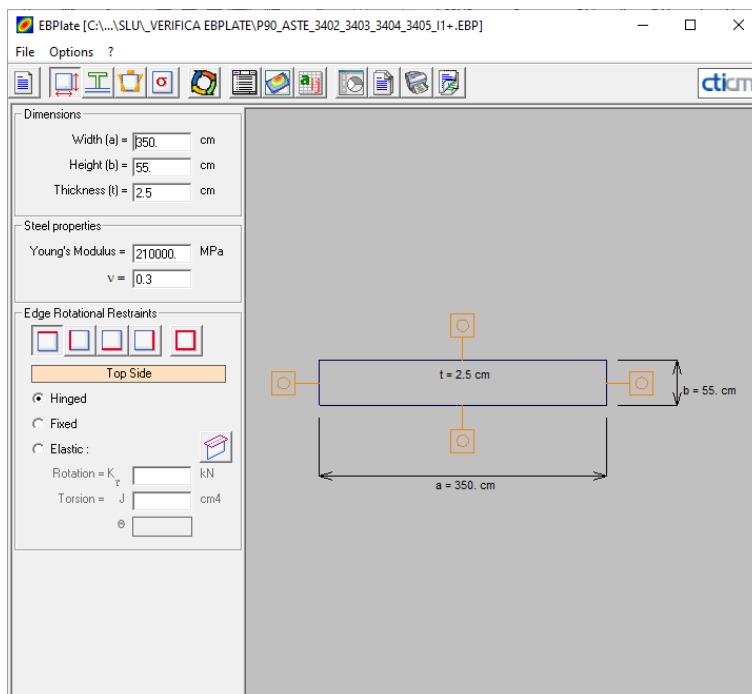 EBPlate [C:\...\SLU\_VERIFICA EBPLATE\P90_ASTE_3402_3403_3404_3405_I1+.EBP]
File Options ?
σ
cticm
Dimensions
Width (a) = 350. cm
Height (b) = 55. cm
Thickness (t) = 2.5 cm
Steel properties
Young's Modulus = 210000. MPa
ν = 0.3
Edge Rotational Restraints
Top Side
Hinged
Fixed
Elastic :
Rotation = Kr kN
Torsion = J cm4
Θ
t = 2.5 cm
b = 55. cm
a = 350. cm